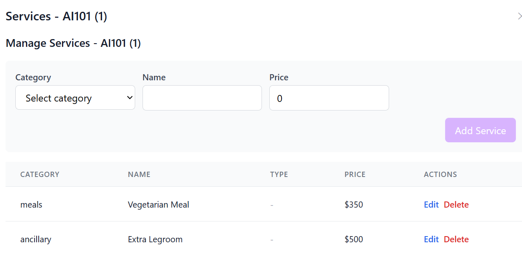 Services - AI101 (1)
Manage Services - AI101 (1)
Category Name Price
Select category 0
Add Service
CATEGORY NAME TYPE PRICE ACTIONS
meals Vegetarian Meal - $350 Edit Delete
ancillary Extra Legroom - $500 Edit Delete